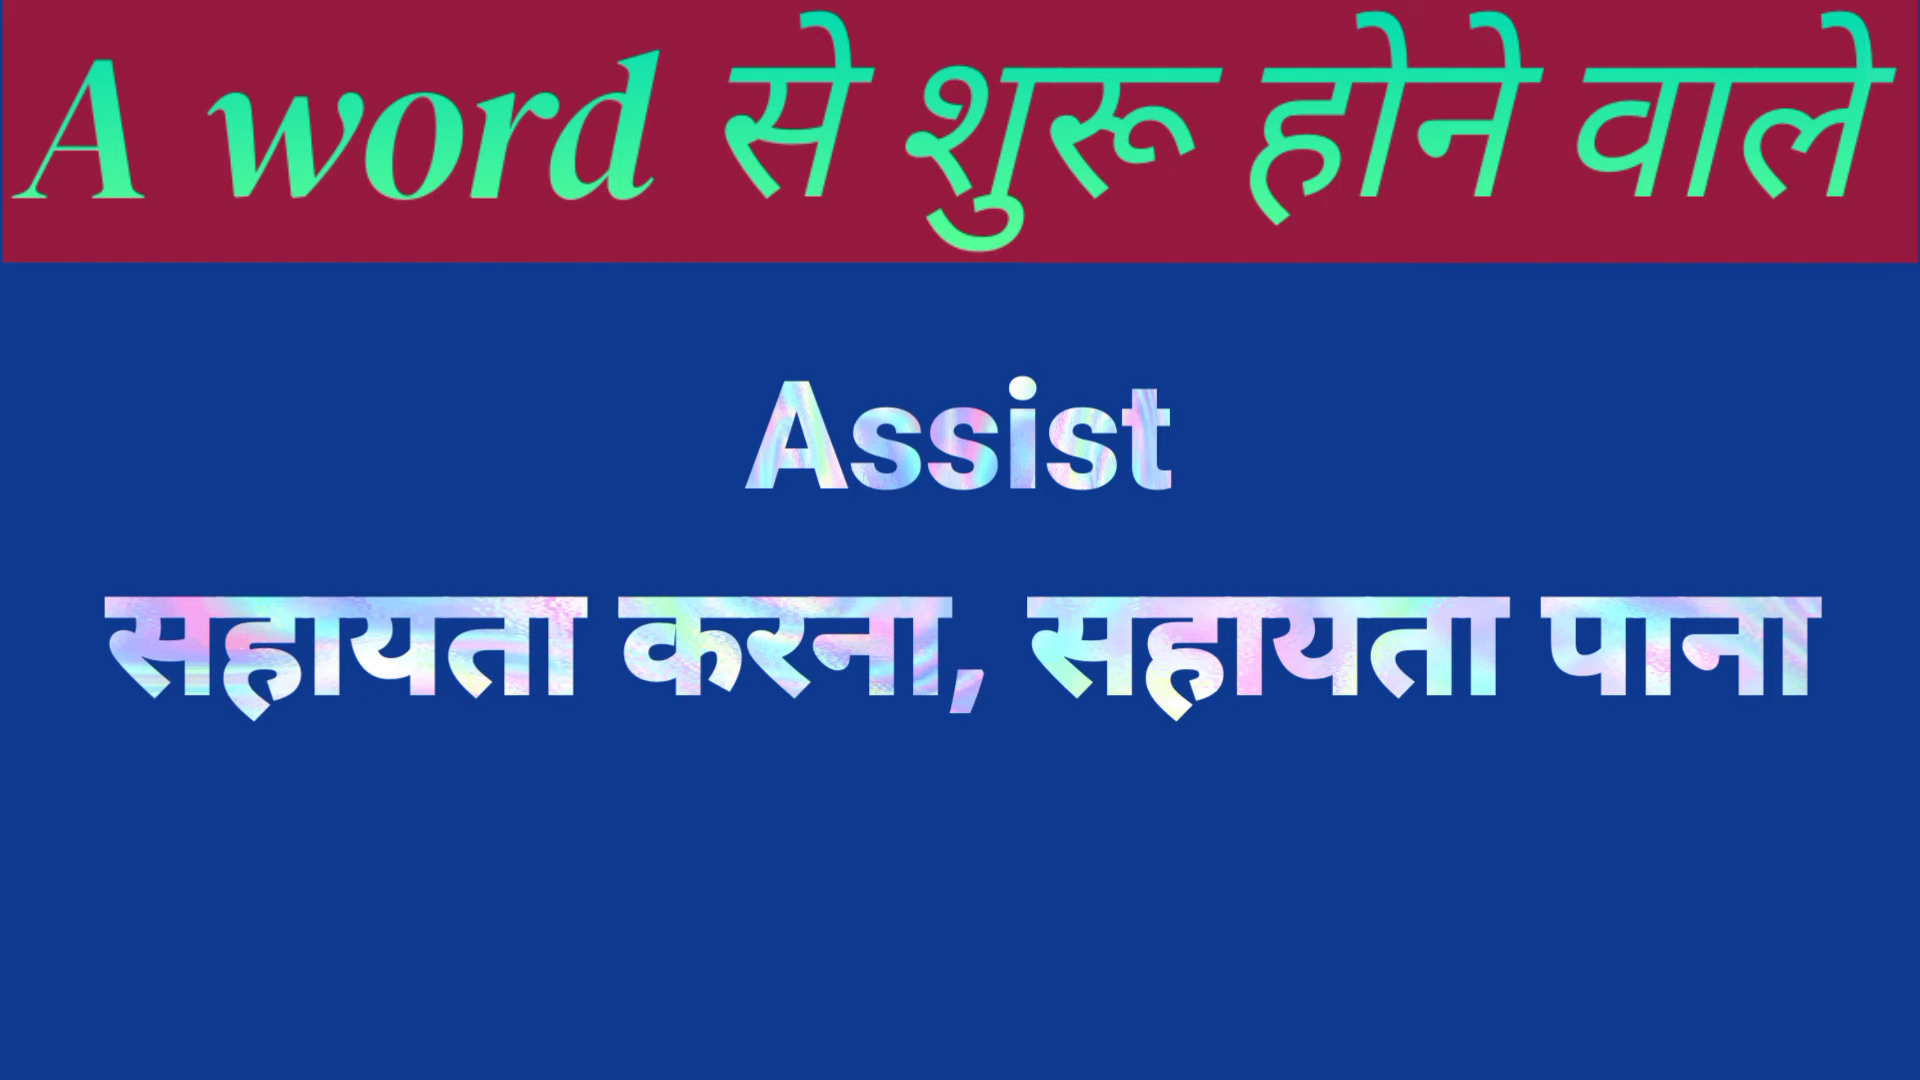 A word से शुरू होने वाले
Assist
सहायता करना, सहायता पाना